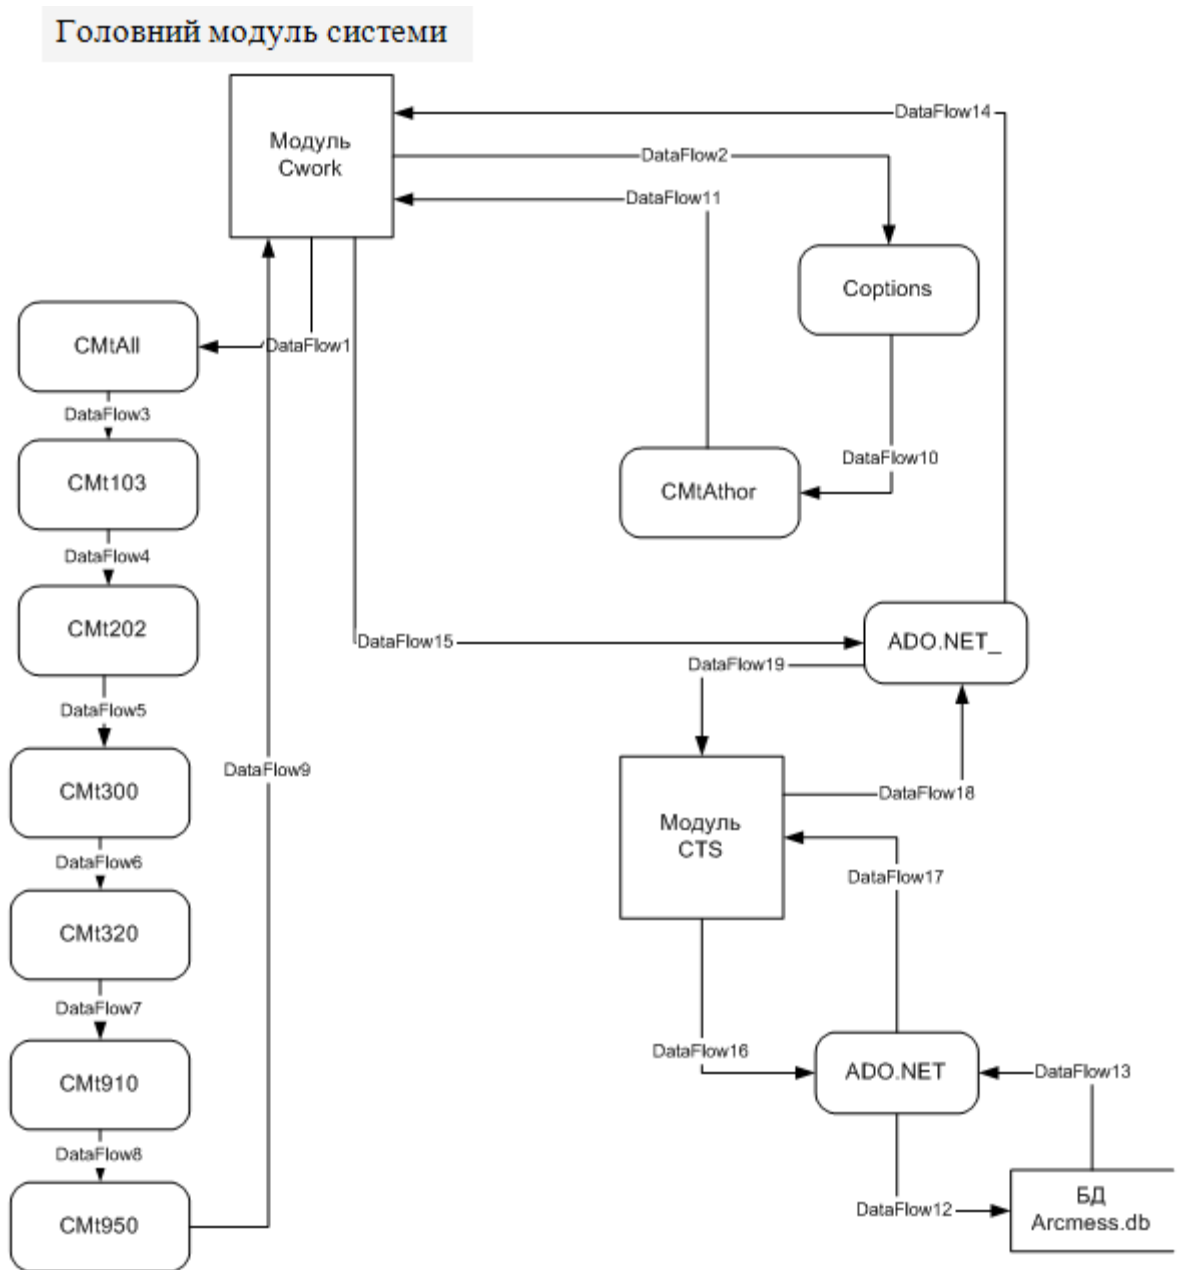 Головний модуль системи
DataFlow14
Модуль
Cwork
DataFlow2
DataFlow11
Coptions
CMtAll
DataFlow1
DataFlow3
CMt103
DataFlow10
CMtAthor
DataFlow4
CMt202
DataFlow15
ADO.NET_
DataFlow19
DataFlow5
DataFlow9
CMt300
DataFlow18
Модуль
CTS
DataFlow6
DataFlow17
CMt320
DataFlow7
DataFlow16
ADO.NET
DataFlow13
CMt910
DataFlow8
БД
Arcmess.db
DataFlow12
CMt950